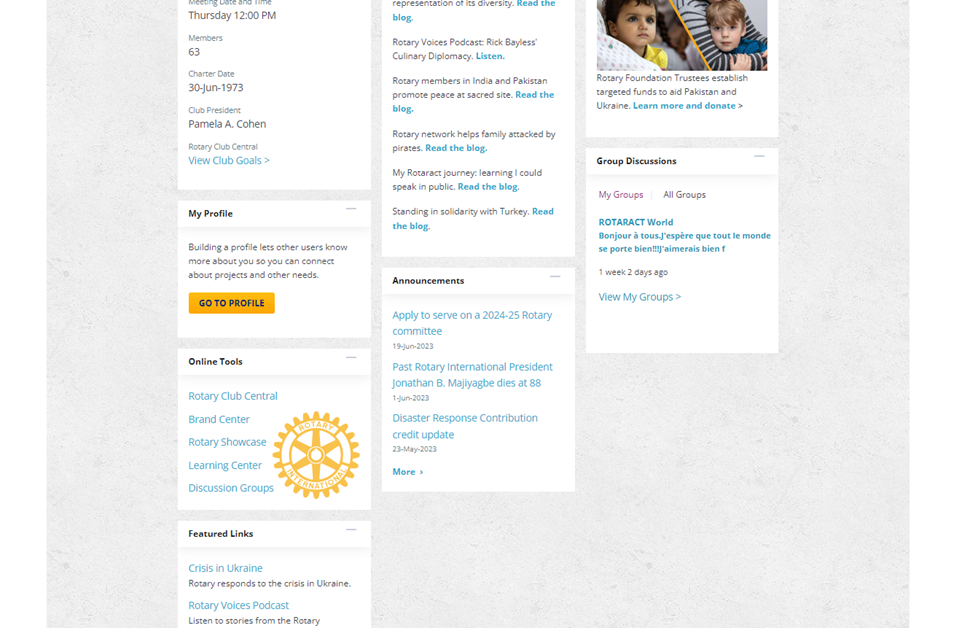 Meeting Date and Time
Thursday 12:00 PM
Members
63
Charter Date
30-Jun-1973
Club President
Pamela A. Cohen
Rotary Club Central
View Club Goals >
My Profile
Building a profile lets other users know
more about you so you can connect
about projects and other needs.
GO TO PROFILE
Online Tools
Rotary Club Central
Brand Center
Rotary Showcase
Learning Center
Discussion Groups
ROTARY
INTERNATIONAL
Featured Links
Crisis in Ukraine
Rotary responds to the crisis in Ukraine.
Rotary Voices Podcast
Listen to stories from the Rotary
representation of its diversity. Read the
blog.
Rotary Voices Podcast: Rick Bayless'
Culinary Diplomacy. Listen.
Rotary members in India and Pakistan
promote peace at sacred site. Read the
blog.
Rotary network helps family attacked by
pirates. Read the blog.
My Rotaract journey: learning I could
speak in public. Read the blog.
Standing in solidarity with Turkey. Read
the blog.
Announcements
Apply to serve on a 2024-25 Rotary
committee
19-Jun-2023
Past Rotary International President
Jonathan B. Majiyagbe dies at 88
1-Jun-2023
Disaster Response Contribution
credit update
23-May-2023
More ›
Rotary Foundation Trustees establish
targeted funds to aid Pakistan and
Ukraine. Learn more and donate >
Group Discussions
My Groups | All Groups
ROTARACT World
Bonjour à tous,J'espère que tout le monde
se porte bien!!!J'aimerais bien f
1 week 2 days ago
View My Groups >